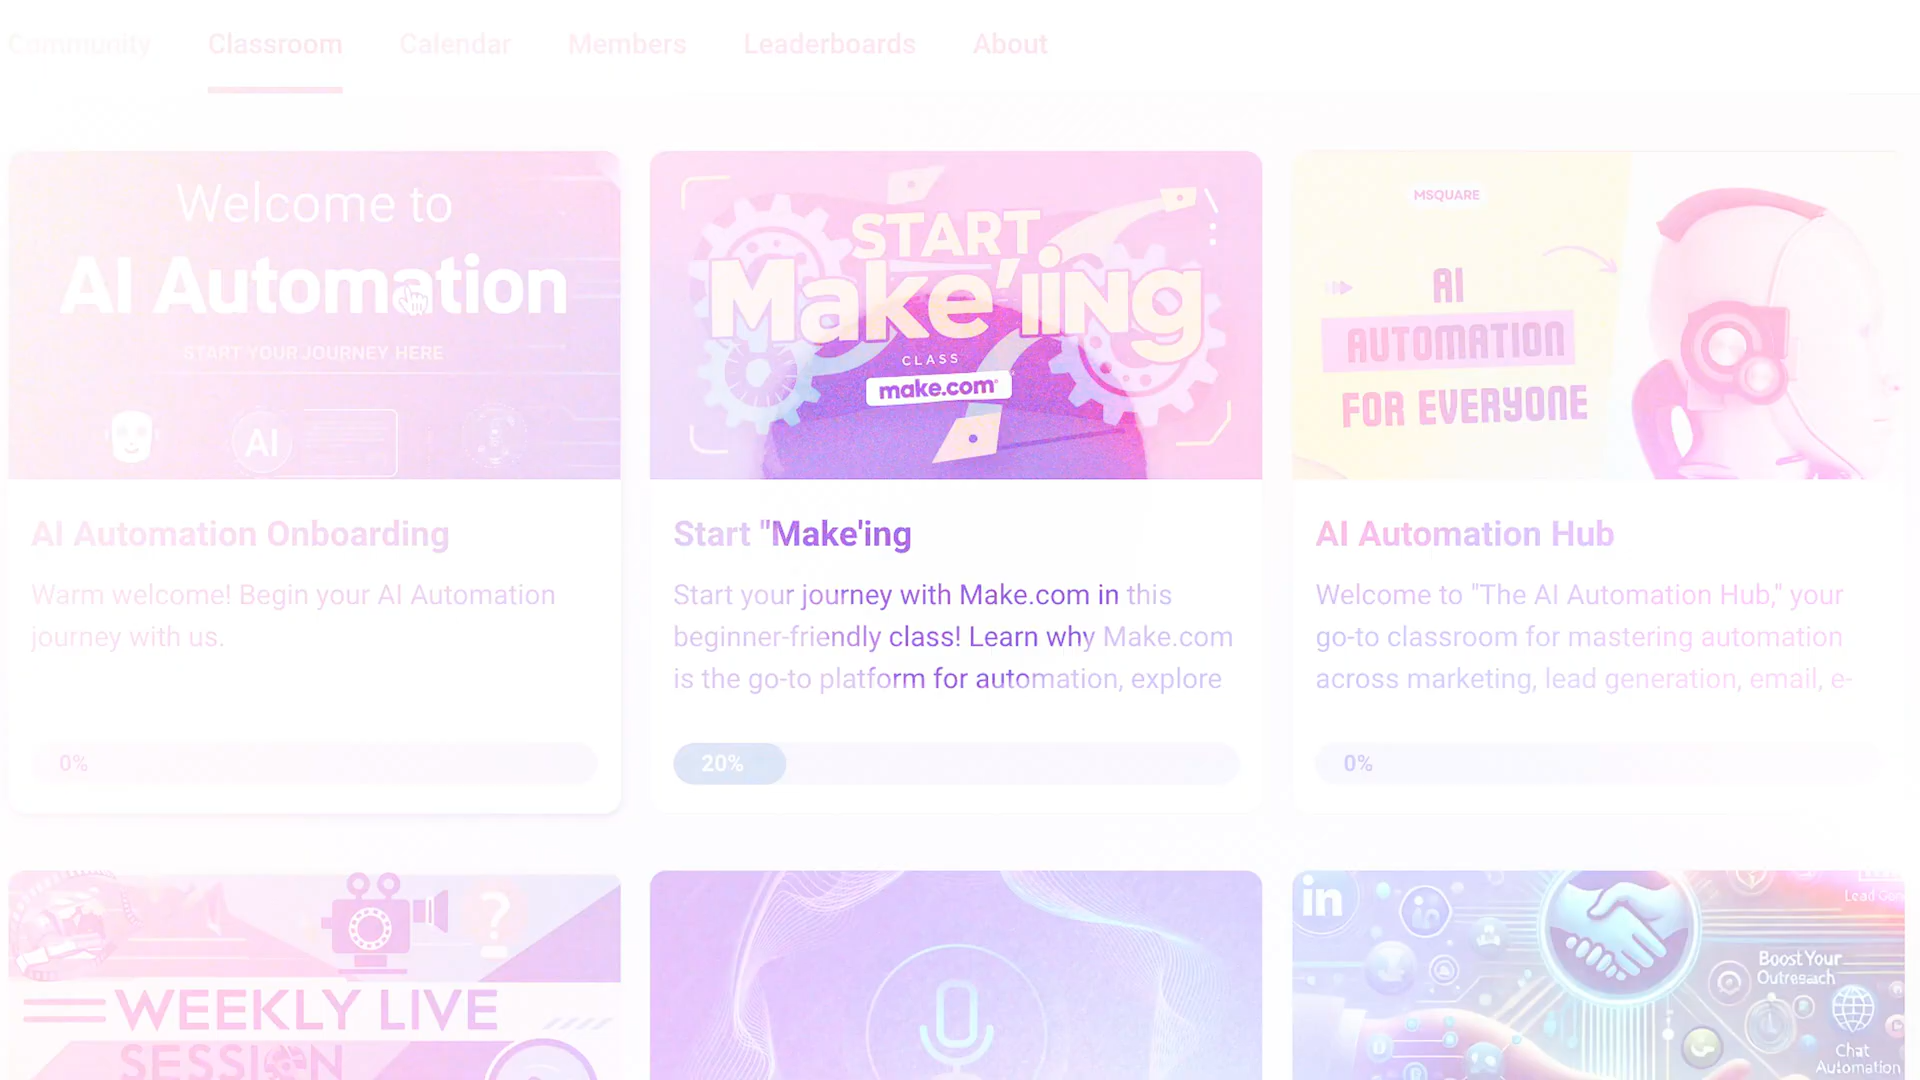 Community Classroom Calendar Members Leaderboards About
Welcome to
AI Automation
START YOUR JOURNEY HERE
AI
AI Automation Onboarding
Warm welcome! Begin your AI Automation
journey with us.
0%
START
Make'iiNg
CLASS
make.com
Start "Make'ing
Start your journey with Make.com in this
beginner-friendly class! Learn why Make.com
is the go-to platform for automation, explore
20%
MSQUARE
AI
AUTOMATION
FOR EVERYONE
AI Automation Hub
Welcome to "The AI Automation Hub," your
go-to classroom for mastering automation
across marketing, lead generation, email, e-
0%
?
WEEKLY LIVE
SESSION
in
in
Lead Gen
Boost Your
Outreach
Chat
Automation